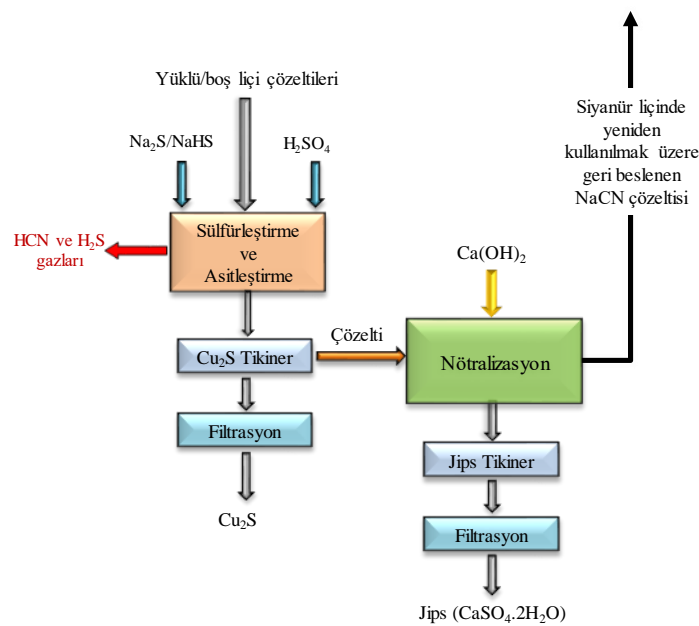 Yüklü/boş liçi çözeltileri
Na₂S/NaHS
H₂SO₄
Siyanür liçinde
yeniden
kullanılmak üzere
geri beslenen
NaCN çözeltisi
Sülfürleştirme
ve
Asitleştirme
HCN ve H₂S
gazları
Ca(OH)₂
Çözelti
Cu₂S Tikiner
Nötralizasyon
Filtrasyon
Jips Tikiner
Cu₂S
Filtrasyon
Jips (CaSO₄.2H₂O)